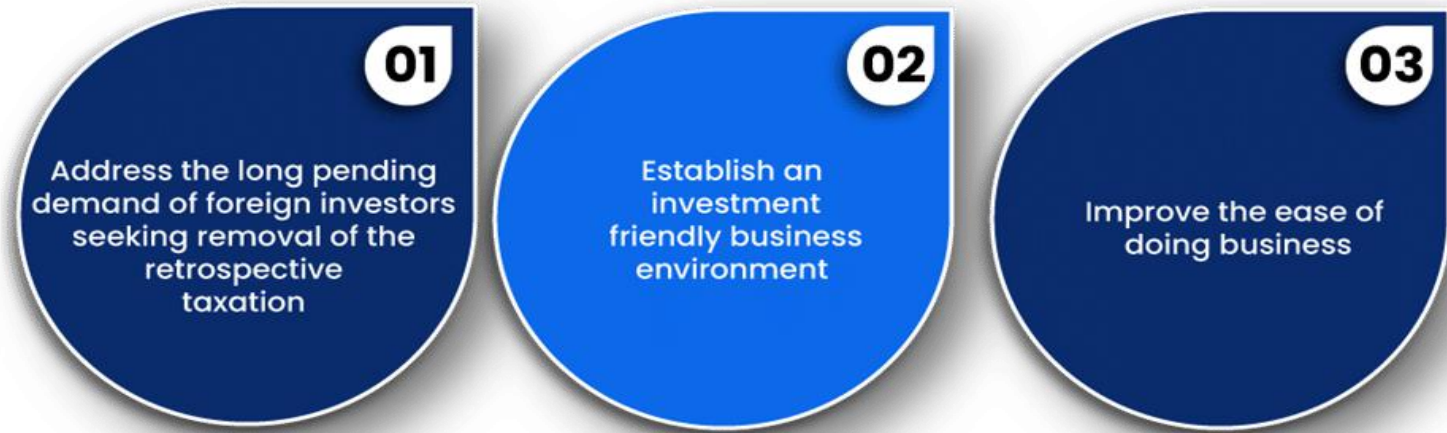 01
Address the long pending
demand of foreign investors
seeking removal of the
retrospective
taxation
02
Establish an
investment
friendly business
environment
03
Improve the ease of
doing business